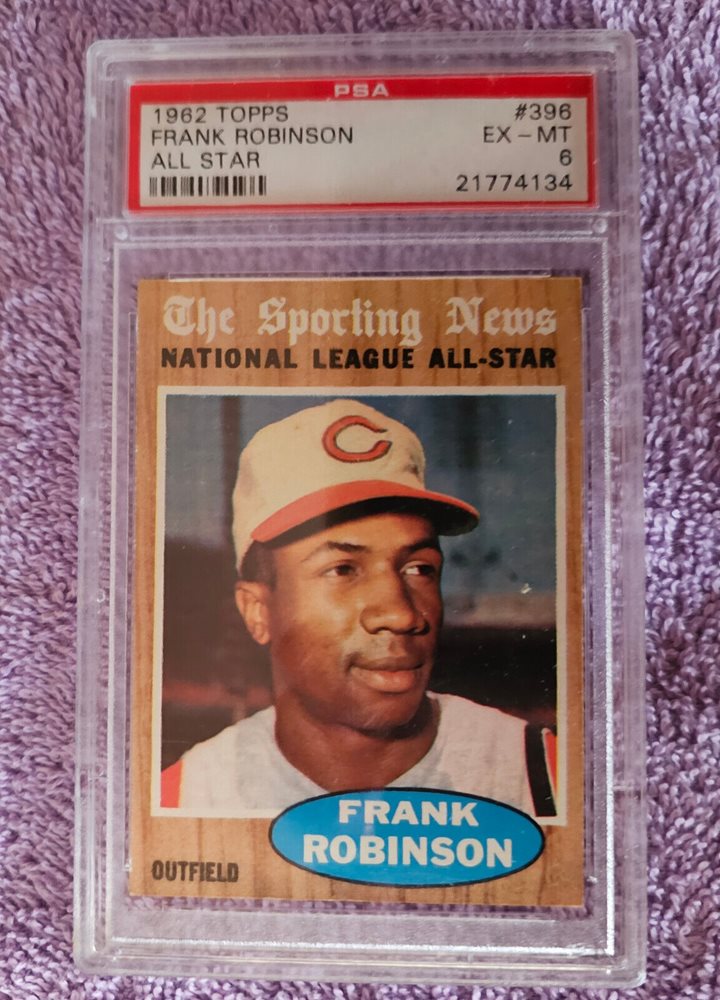 PSA
1962 TOPPS #396
FRANK ROBINSON EX – MT
ALL STAR 6
21774134
The Sporting News
NATIONAL LEAGUE ALL-STAR
C
FRANK
ROBINSON
OUTFIELD